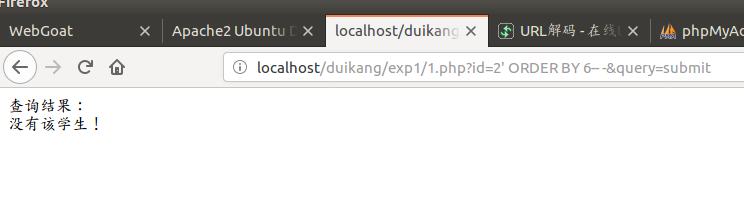 Firefox
WebGoat
Apache2 Ubuntu D
localhost/duikang
URL解码 - 在线
phpMyAd
localhost/duikang/exp1/1.php?id=2' ORDER BY 6-- -&query=submit
查询结果：
没有该学生！